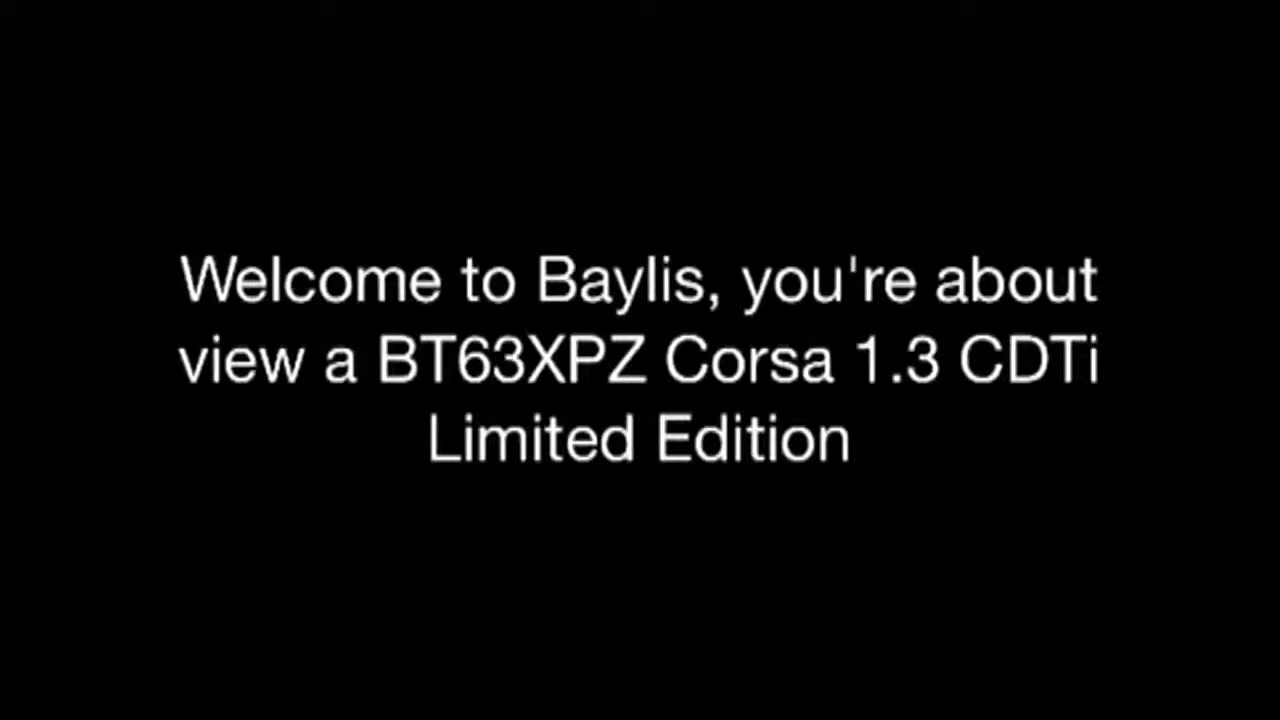 Welcome to Baylis, you're about
view a BT63XPZ Corsa 1.3 CDTi
Limited Edition